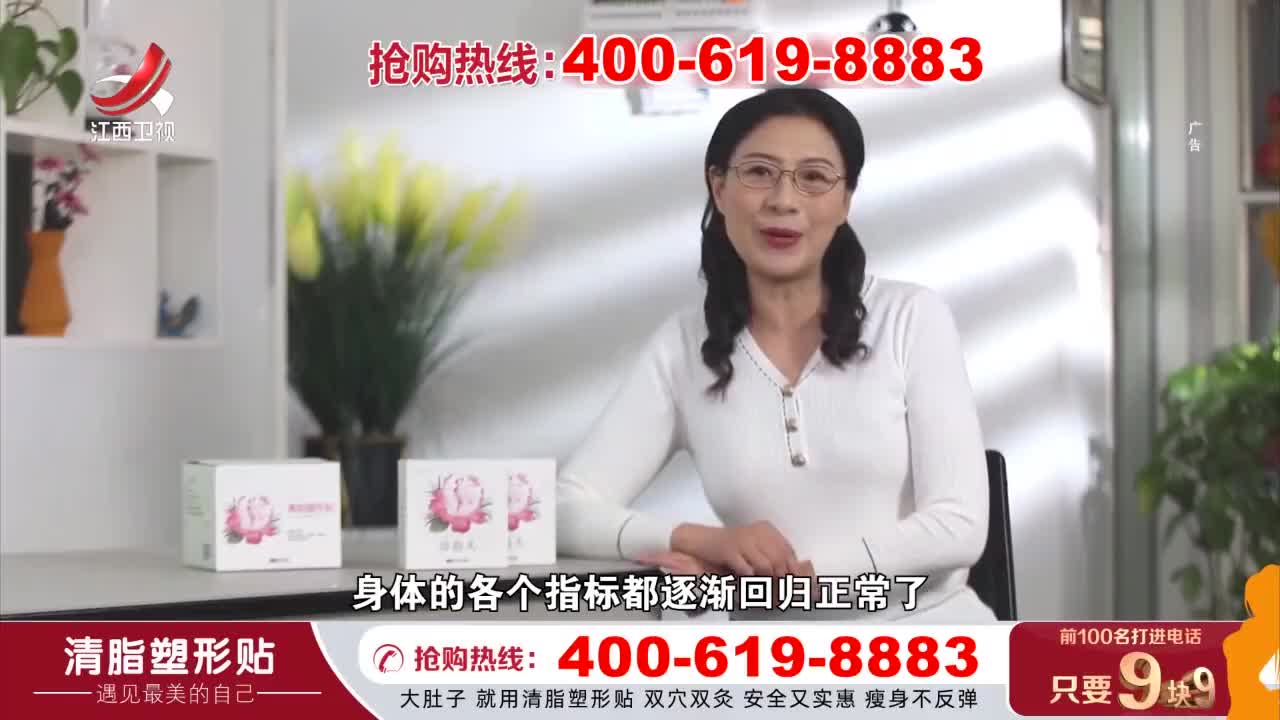 抢购热线:400-619-8883
江西卫视
广告
身体的各个指标都逐渐回归正常了
清脂塑形贴
遇见最美的自己
抢购热线: 400-619-8883
大肚子 就用清脂塑形贴 双穴双灸 安全又实惠 瘦身不反弹
前100名打进电话
只要9块9